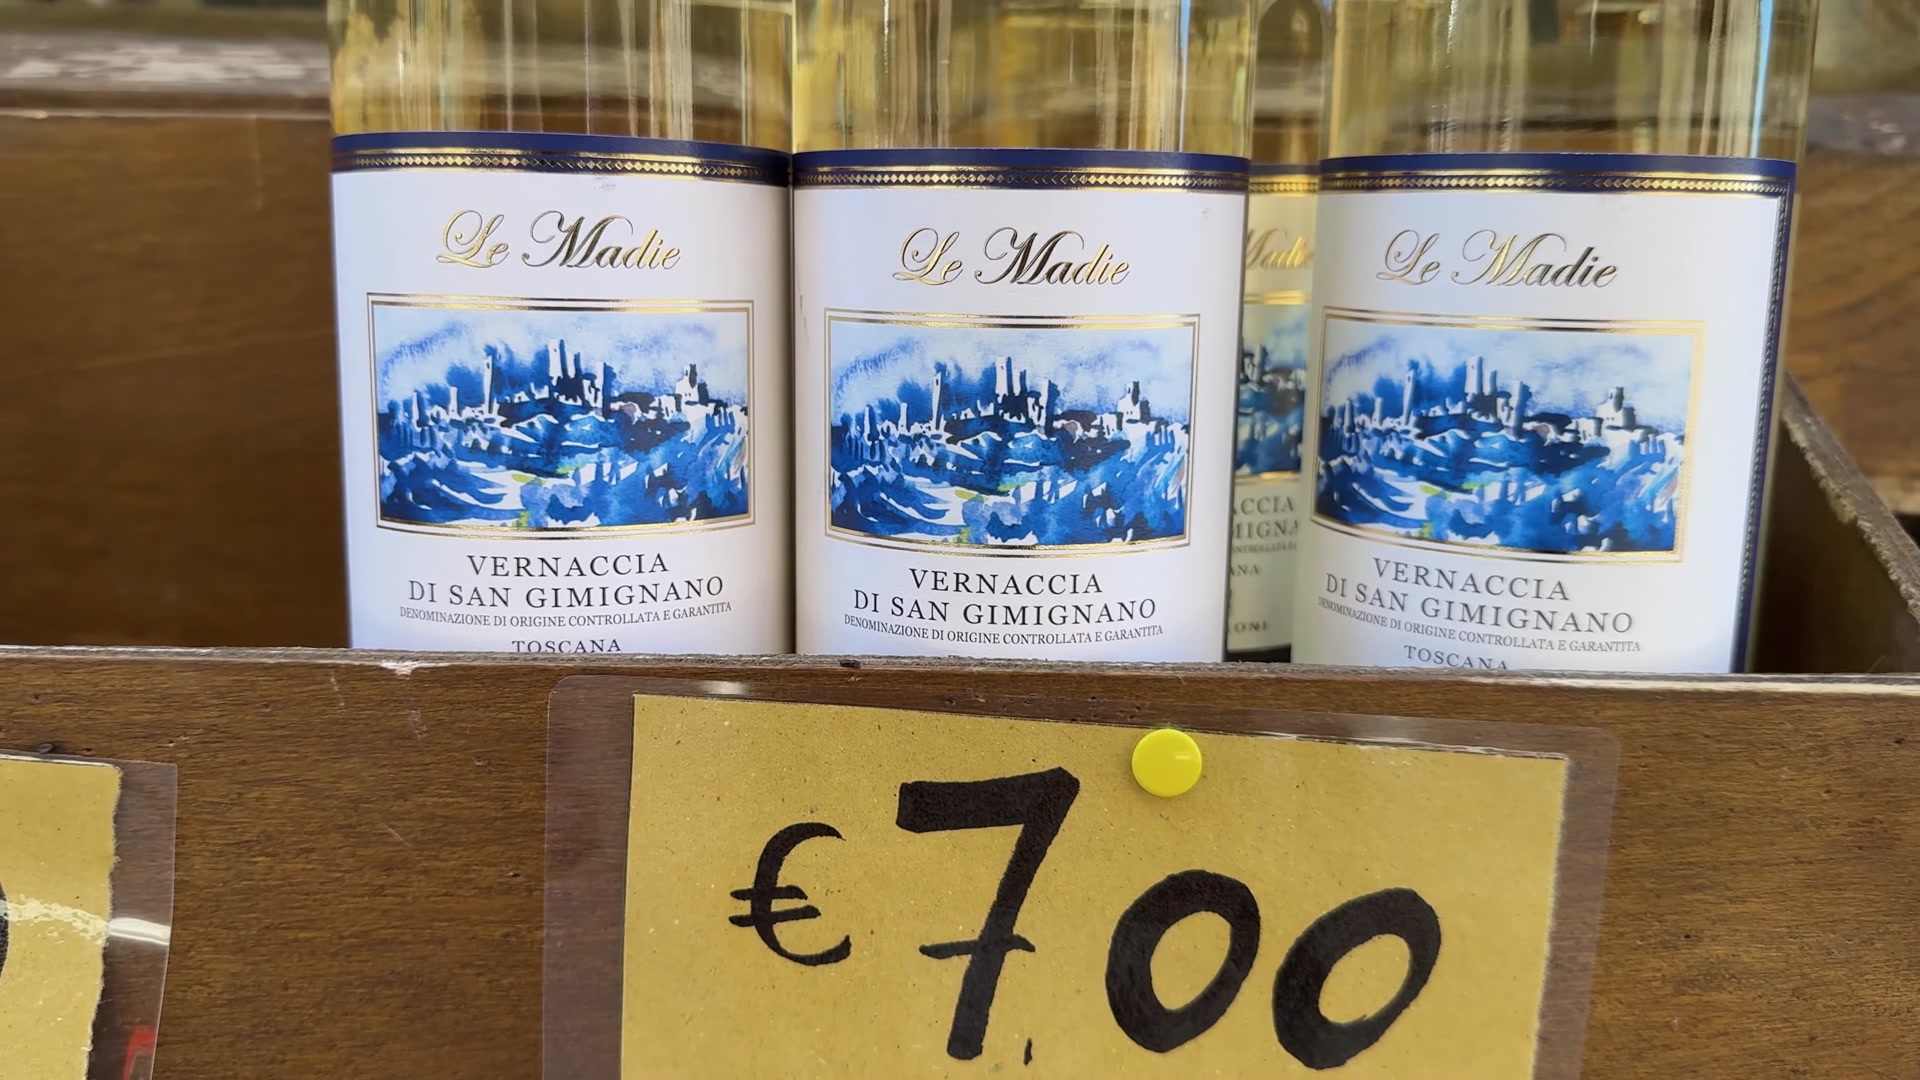 Le Madie
VERNACCIA
DI SAN GIMIGNANO
DENOMINAZIONE DI ORIGINE CONTROLLATA E GARANTITA
TOSCANA
Le Madie
VERNACCIA
DI SAN GIMIGNANO
DENOMINAZIONE DI ORIGINE CONTROLLATA E GARANTITA
Madie
Le Madie
VERNACCIA
DI SAN GIMIGNANO
DENOMINAZIONE DI ORIGINE CONTROLLATA E GARANTITA
TOSCANA
€ 7,00